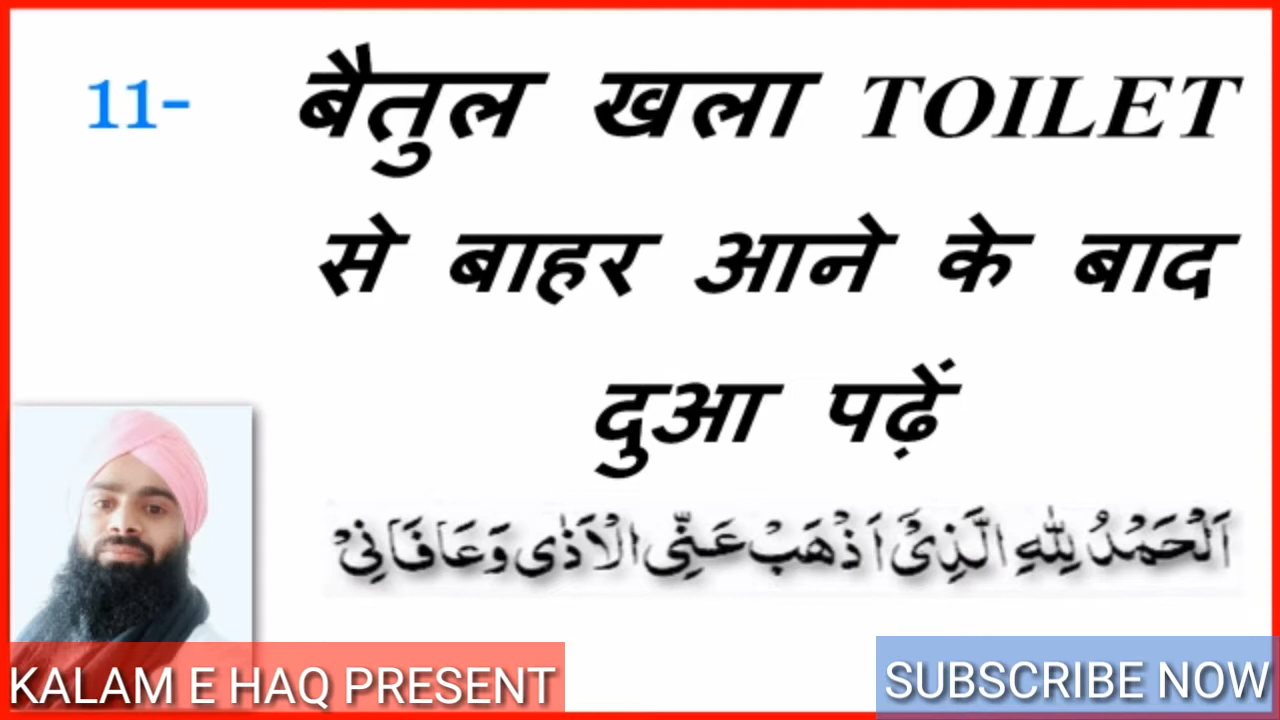 11- बैतुल खला TOILET
से बाहर आने के बाद
दुआ पढ़ें
اَلْحَمْدُ لِلّٰهِ الَّذِیْۤ اَذْهَبَ عَنِّی الْاَذٰی وَعَافَانِیْ
KALAM E HAQ PRESENT
SUBSCRIBE NOW